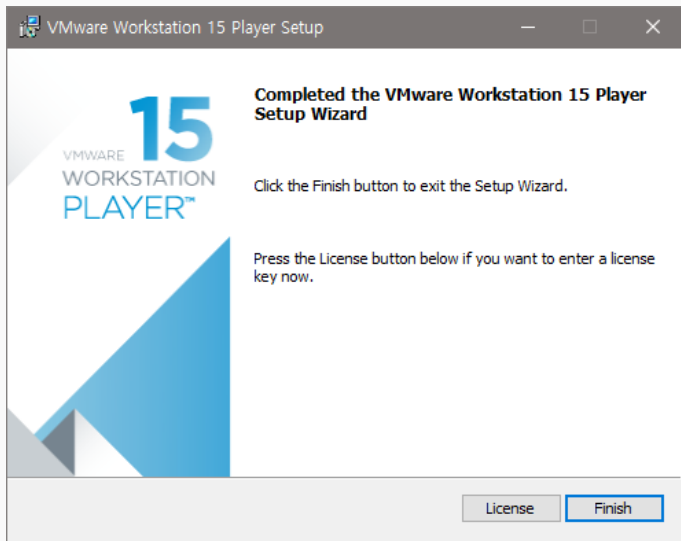 VMware Workstation 15 Player Setup
VMWARE 15
WORKSTATION
PLAYER™
Completed the VMware Workstation 15 Player
Setup Wizard
Click the Finish button to exit the Setup Wizard.
Press the License button below if you want to enter a license
key now.
License
Finish